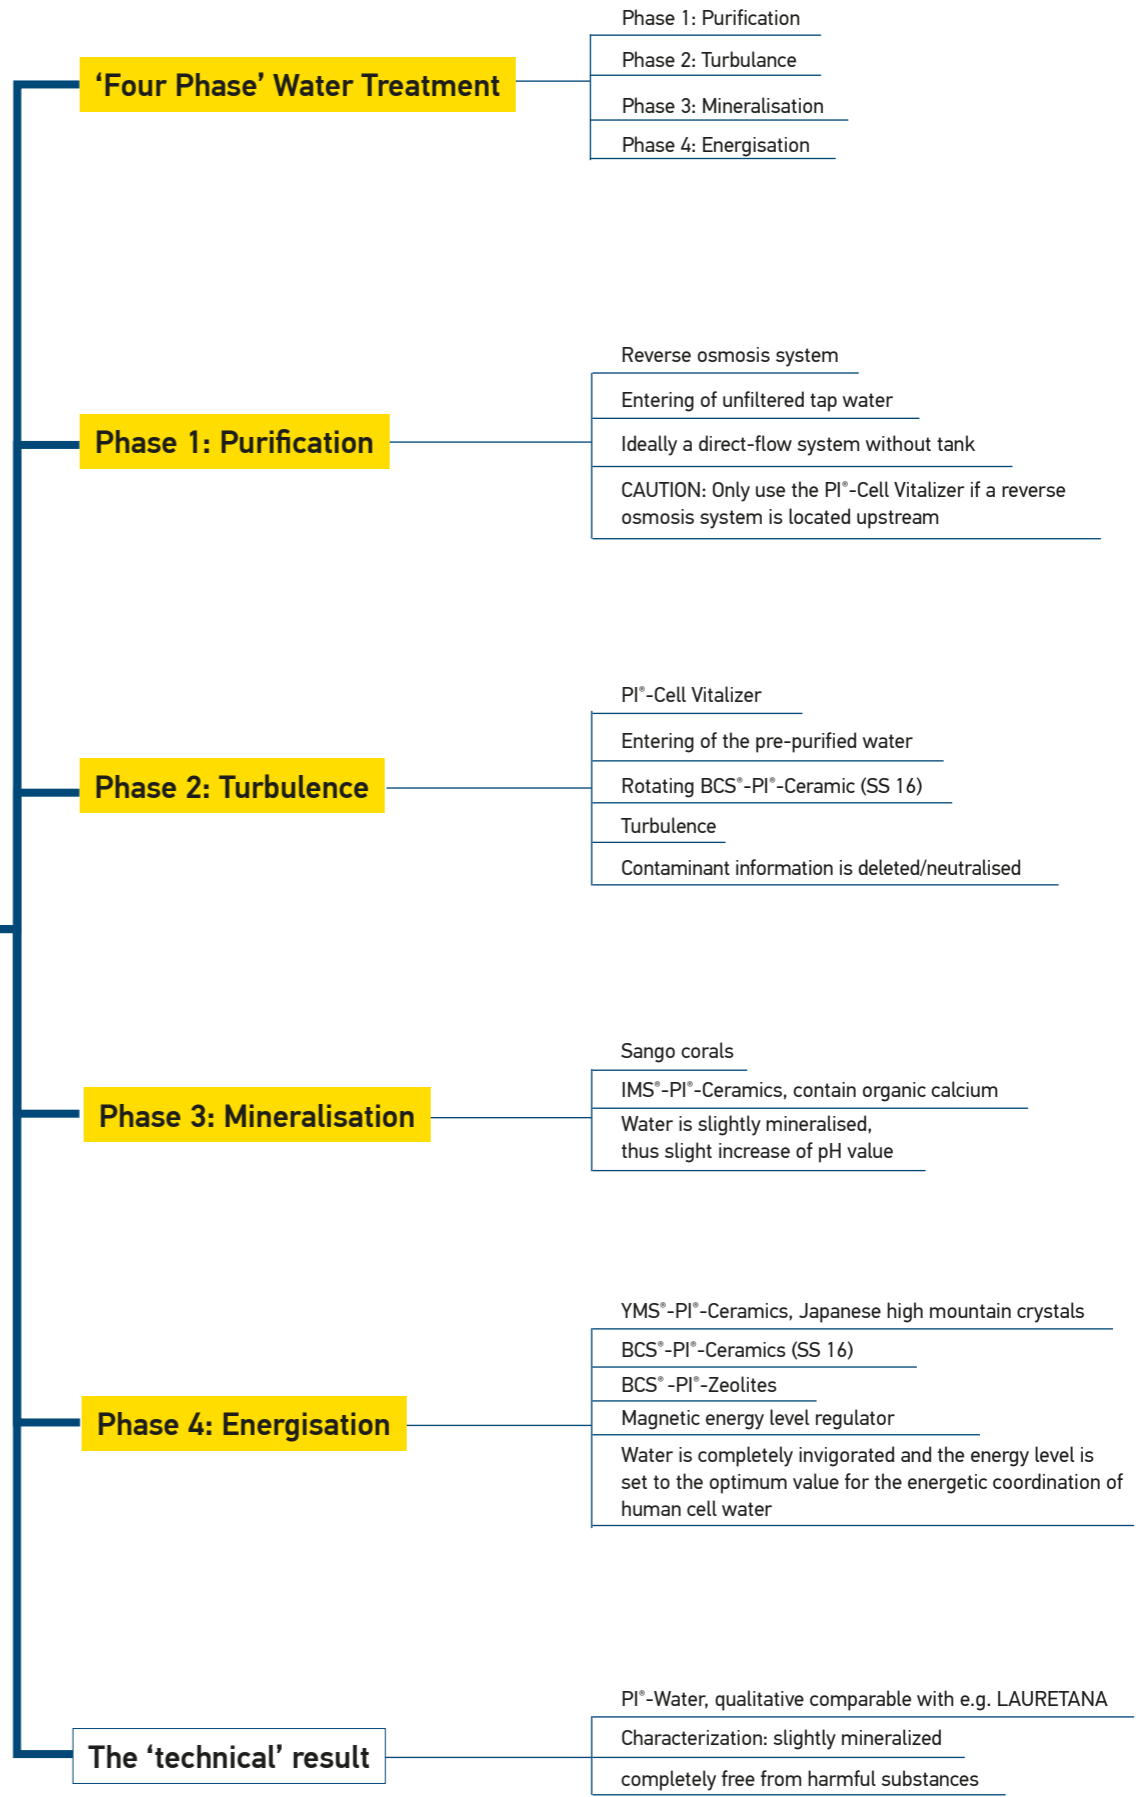 ‘Four Phase’ Water Treatment
Phase 1: Purification
Phase 2: Turbulance
Phase 3: Mineralisation
Phase 4: Energisation
Phase 1: Purification
Reverse osmosis system
Entering of unfiltered tap water
Ideally a direct-flow system without tank
CAUTION: Only use the PI®-Cell Vitalizer if a reverse
osmosis system is located upstream
Phase 2: Turbulence
PI®-Cell Vitalizer
Entering of the pre-purified water
Rotating BCS®-PI®-Ceramic (SS 16)
Turbulence
Contaminant information is deleted/neutralised
Phase 3: Mineralisation
Sango corals
IMS®-PI®-Ceramics, contain organic calcium
Water is slightly mineralised,
thus slight increase of pH value
Phase 4: Energisation
YMS®-PI®-Ceramics, Japanese high mountain crystals
BCS®-PI®-Ceramics (SS 16)
BCS® -PI®-Zeolites
Magnetic energy level regulator
Water is completely invigorated and the energy level is
set to the optimum value for the energetic coordination of
human cell water
The ‘technical’ result
PI®-Water, qualitative comparable with e.g. LAURETANA
Characterization: slightly mineralized
completely free from harmful substances